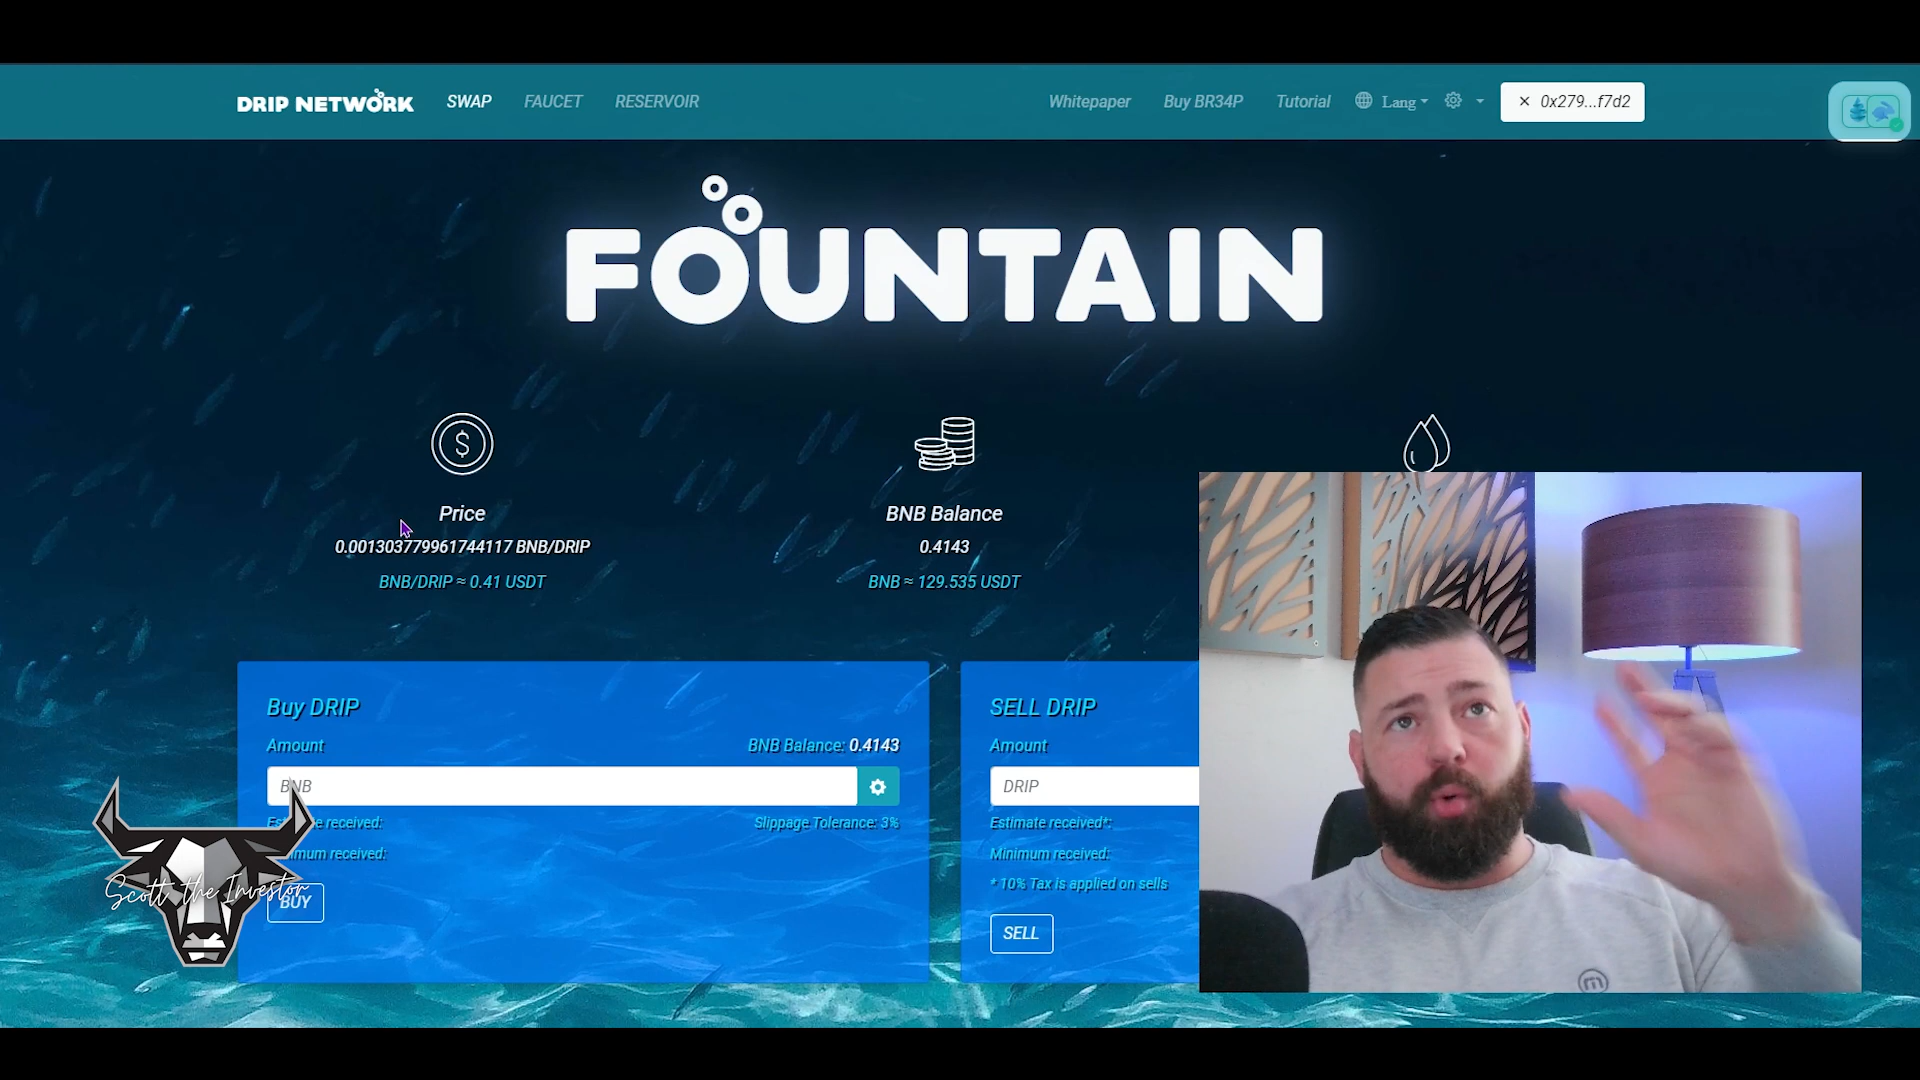 DRIP NETWORK SWAP FAUCET RESERVOIR Whitepaper Buy BR34P Tutorial Lang × 0x279...f7d2
FOUNTAIN
Price
0.001303779961744117 BNB/DRIP
BNB/DRIP ≈ 0.41 USDT
BNB Balance
0.4143
BNB ≈ 129.535 USDT
Buy DRIP
Amount BNB Balance: 0.4143
BNB
received: Slippage Tolerance: 3%
received:
BUY
Scott the Investor
SELL DRIP
Amount
DRIP
Estimate received*:
Minimum received:
* 10% Tax is applied on sells
SELL
m